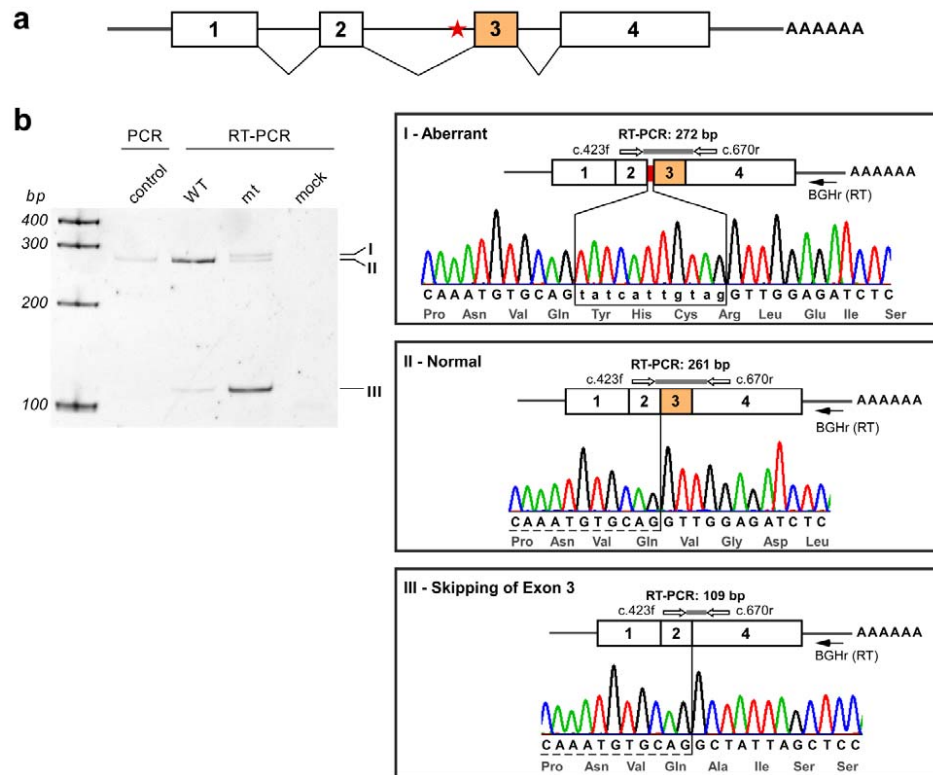 a
1 2 3 4 AAAAAA
b
PCR RT-PCR
bp control WT mt mock
400
300
200
100
I
II
III
I - Aberrant
RT-PCR: 272 bp
c.423f c.670r
1 2 3 4 AAAAAA
BGHr (RT)
CAAATGTGCAGtatcattgtagGTTGGAGATCTC
Pro Asn Val Gln Tyr His Cys Arg Leu Glu Ile Ser
II - Normal
RT-PCR: 261 bp
c.423f c.670r
1 2 3 4 AAAAAA
BGHr (RT)
CAAATGTGCAGGTTGGAGATCTC
Pro Asn Val Gln Val Gly Asp Leu
III - Skipping of Exon 3
RT-PCR: 109 bp
c.423f c.670r
1 2 4 AAAAAA
BGHr (RT)
CAAATGTGCAGGCTATTAGCTCC
Pro Asn Val Gln Ala Ile Ser Ser